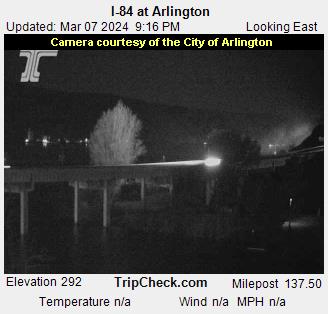 I-84 at Arlington
Updated: Mar 07 2024 9:16 PM Looking East
Camera courtesy of the City of Arlington
Elevation 292 TripCheck.com Milepost 137.50
Temperature n/a Wind n/a MPH n/a